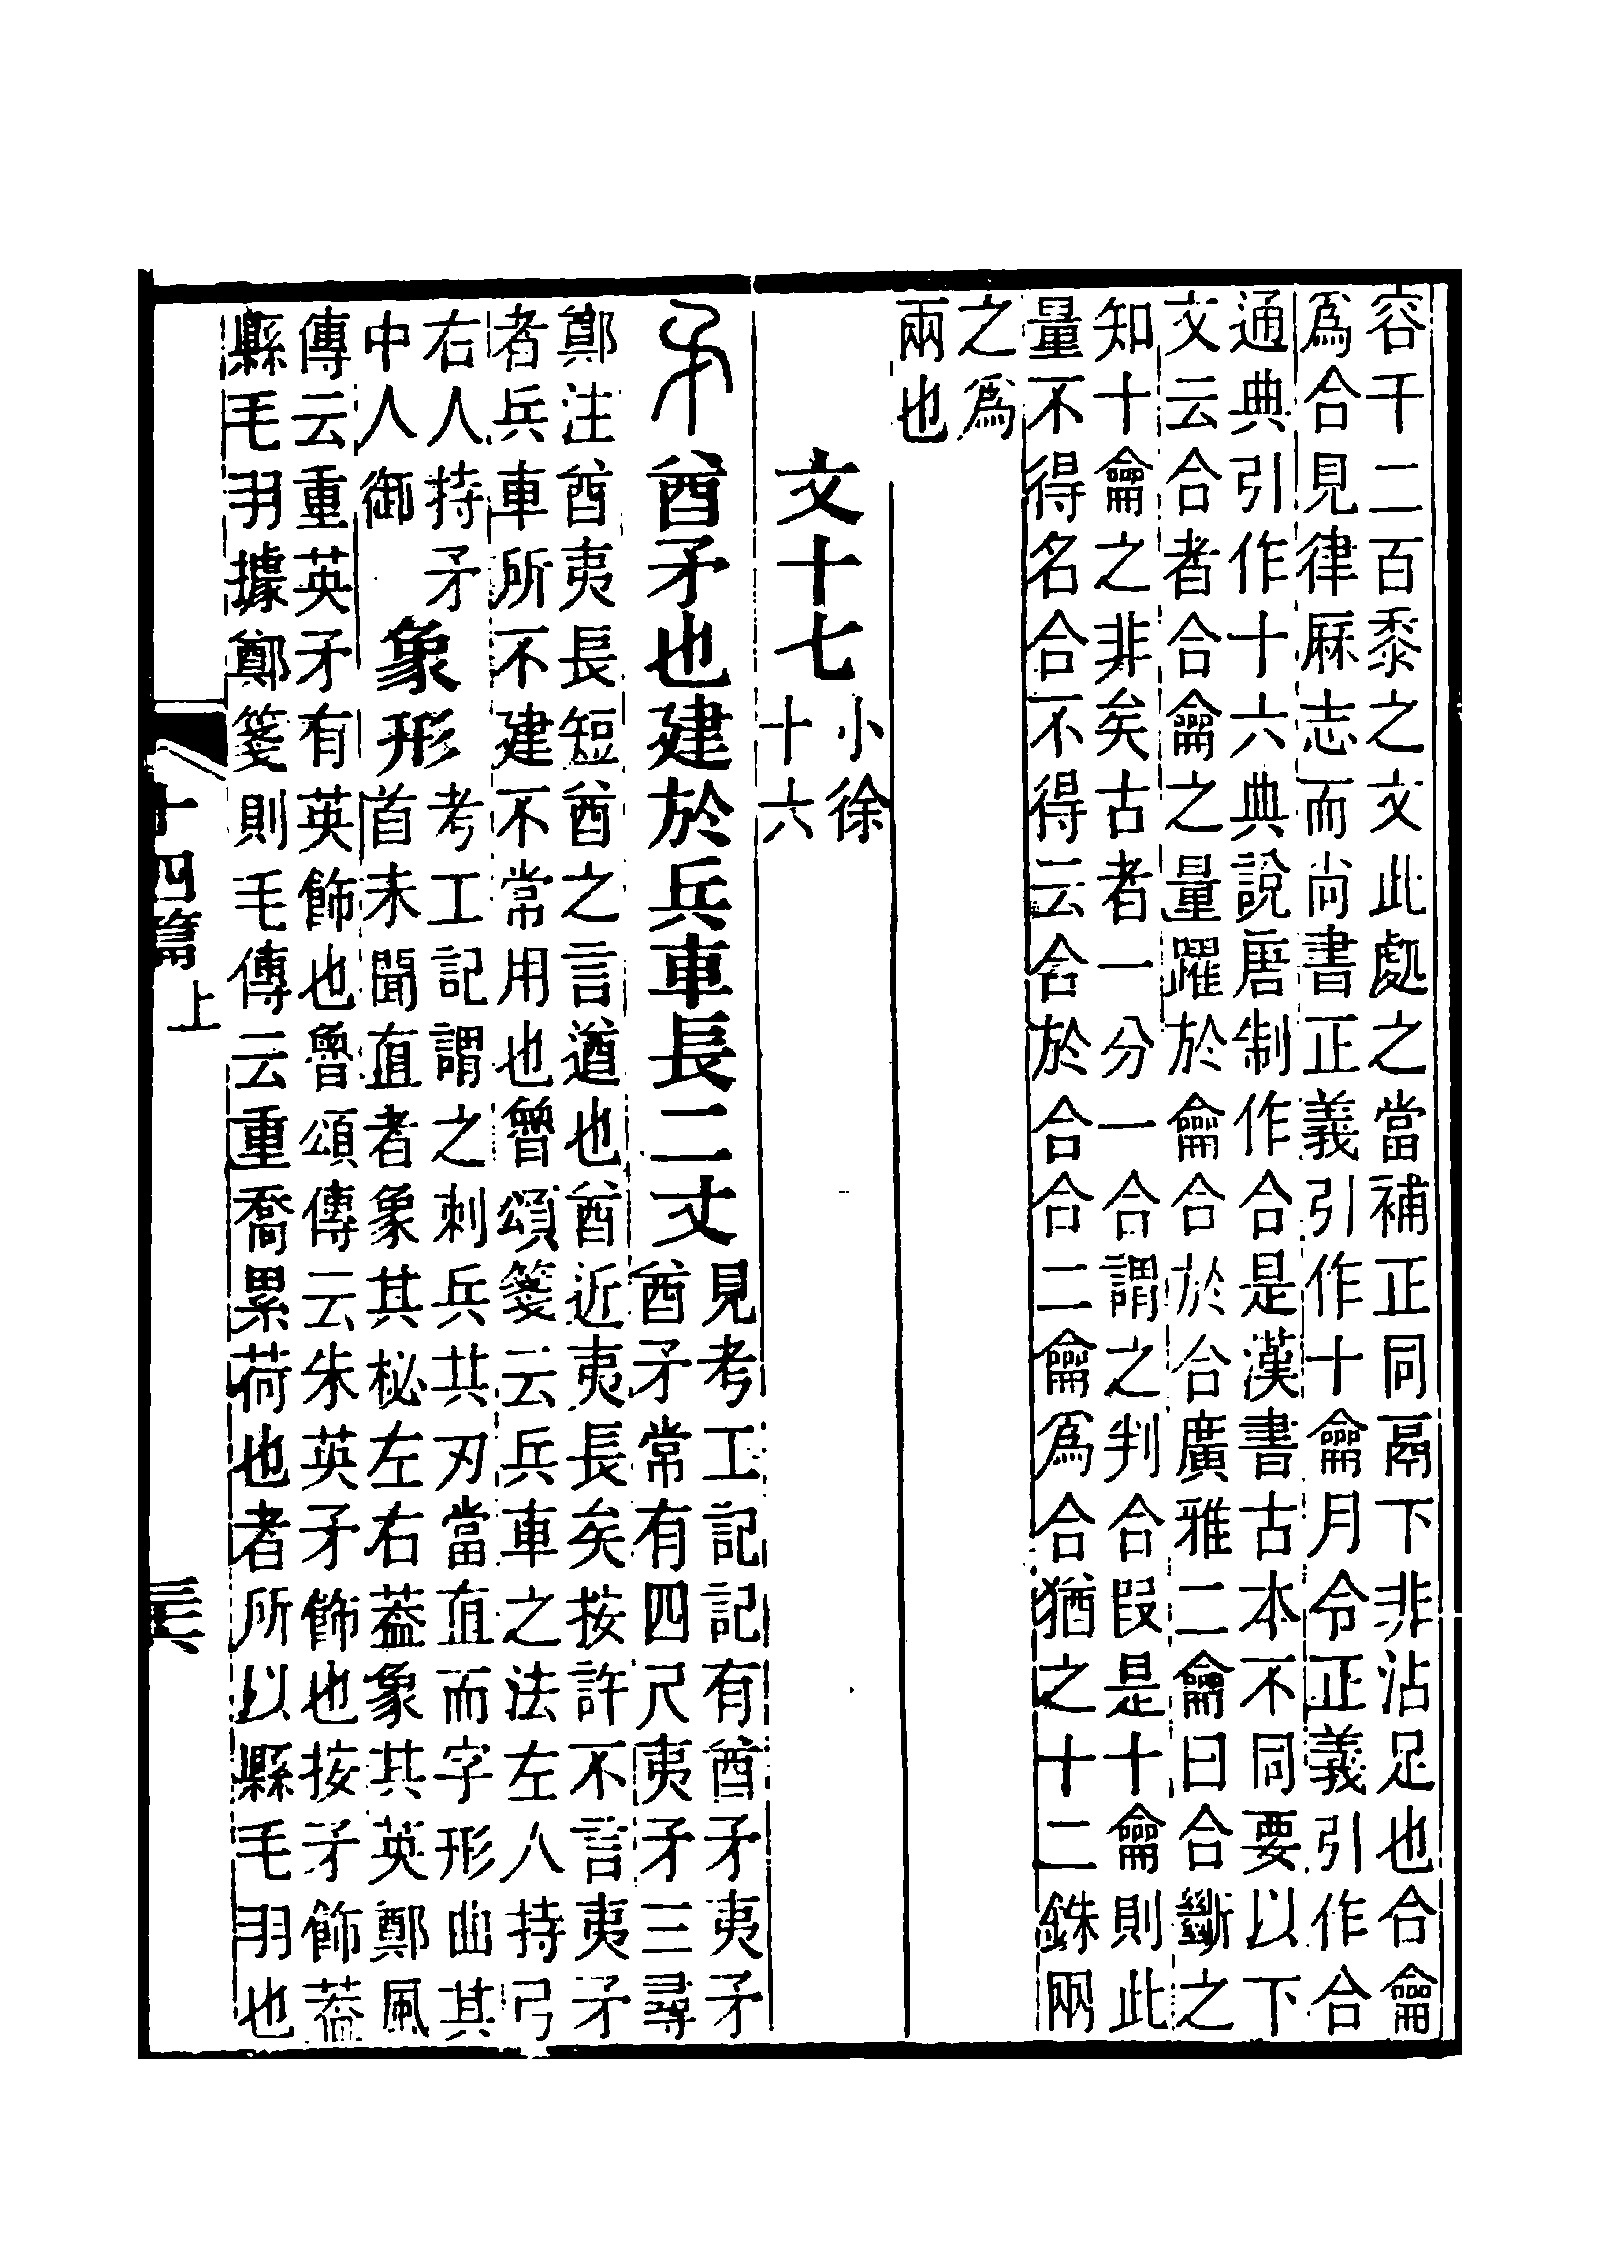 容千二百黍之文此處之當補正同鬲下非沾足也合龠
爲合見律厤志而尚書正義引作十龠月令正義引作合
通典引作十六典說唐制作合是漢書古本不同要以下
文云合者合龠之量躍於龠合於合廣雅二龠曰合斷之
知十龠之非矣古者一分一合謂之判合叚是十龠則此
量不得名合不得云合於合合二龠爲合猶之十二銖兩
之爲
兩也
文十七 小徐
十六
矛 酋矛也建於兵車長二丈 見考工記記有酋矛夷矛
酋矛常有四尺夷矛三尋
鄭注酋夷長短酋之言遒也酋近夷長矣按許不言夷矛
者兵車所不建不常用也魯頌箋云兵車之法左人持弓
右人持矛
中人御
象形 考工記謂之刺兵其刃當直而字形曲其
首未聞直者象其柲左右蓋象其英鄭風
傳云重英矛有英飾也魯頌傳云朱英矛飾也按矛飾蓋
縣毛羽據鄭箋則毛傳云重喬累荷也者所以縣毛羽也
十四篇上